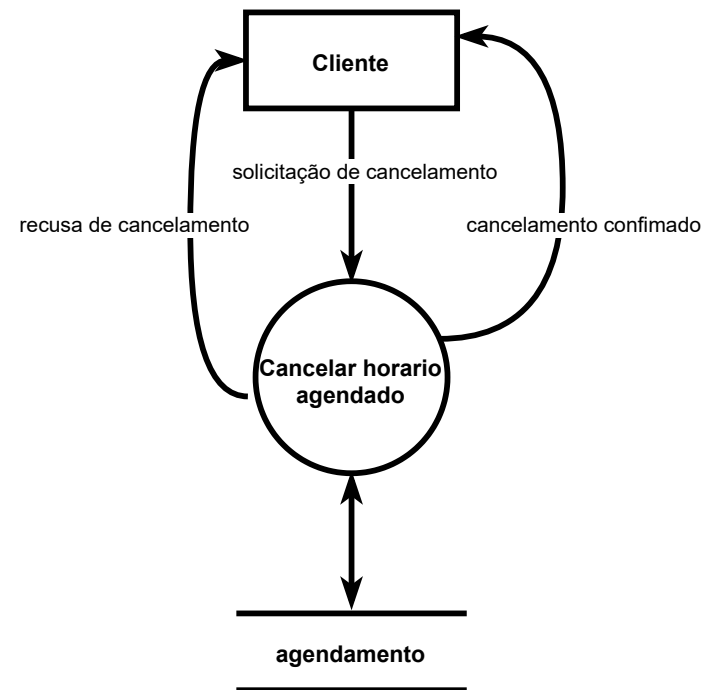 Cliente
solicitação de cancelamento
recusa de cancelamento
cancelamento confimado
Cancelar horario
agendado
agendamento